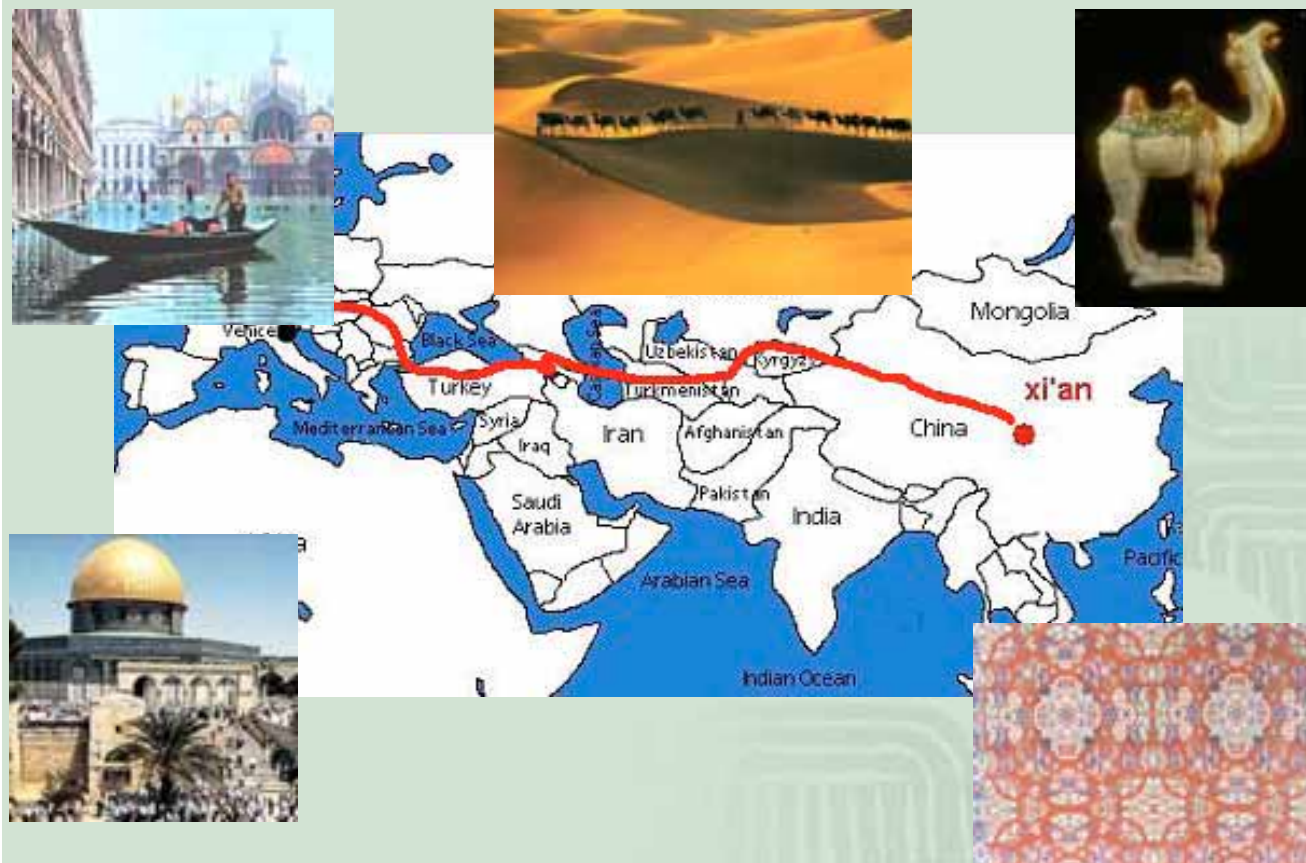 Mongolia
Venice
Black Sea
Uzbekistan
Kyrgyz
xi'an
Turkey
Turkmenistan
Mediterranean Sea
Syria
Iran
Afghanistan
China
Iraq
Pakistan
Saudi
Arabia
India
Pacific
Arabian Sea
Indian Ocean